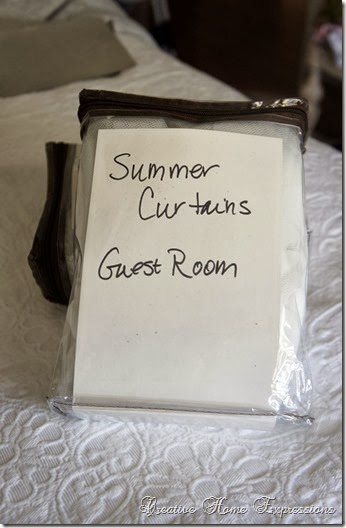 Summer
Curtains
Guest Room
Creative Home Expressions